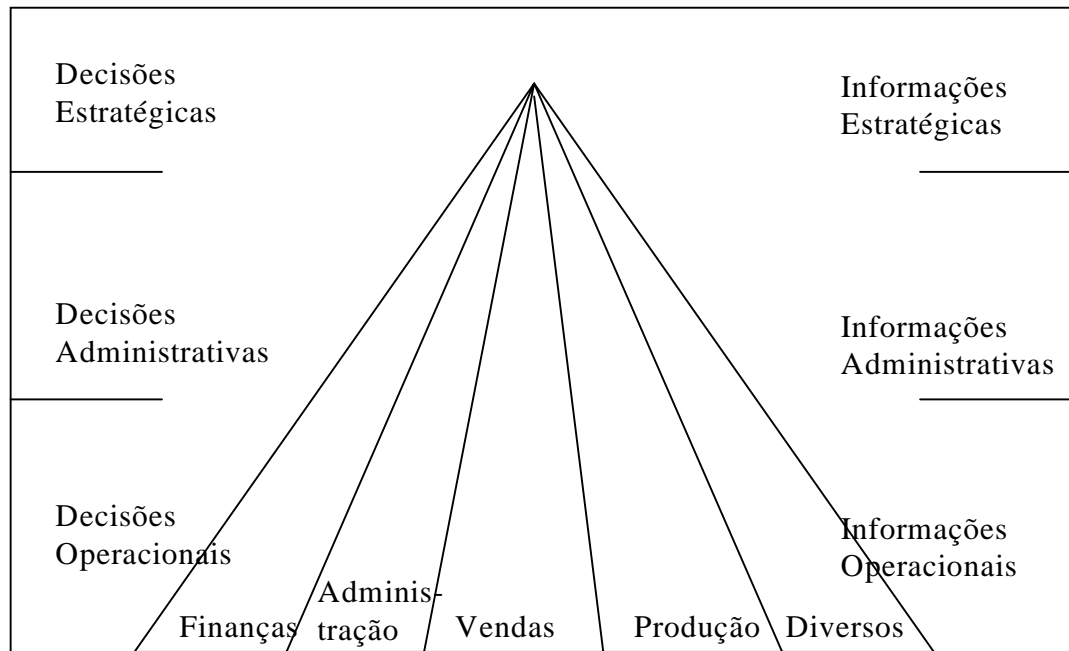 Decisões
Estratégicas
Informações
Estratégicas
Decisões
Administrativas
Informações
Administrativas
Decisões
Operacionais
Informações
Operacionais
Finanças
Adminis-
tração
Vendas
Produção
Diversos